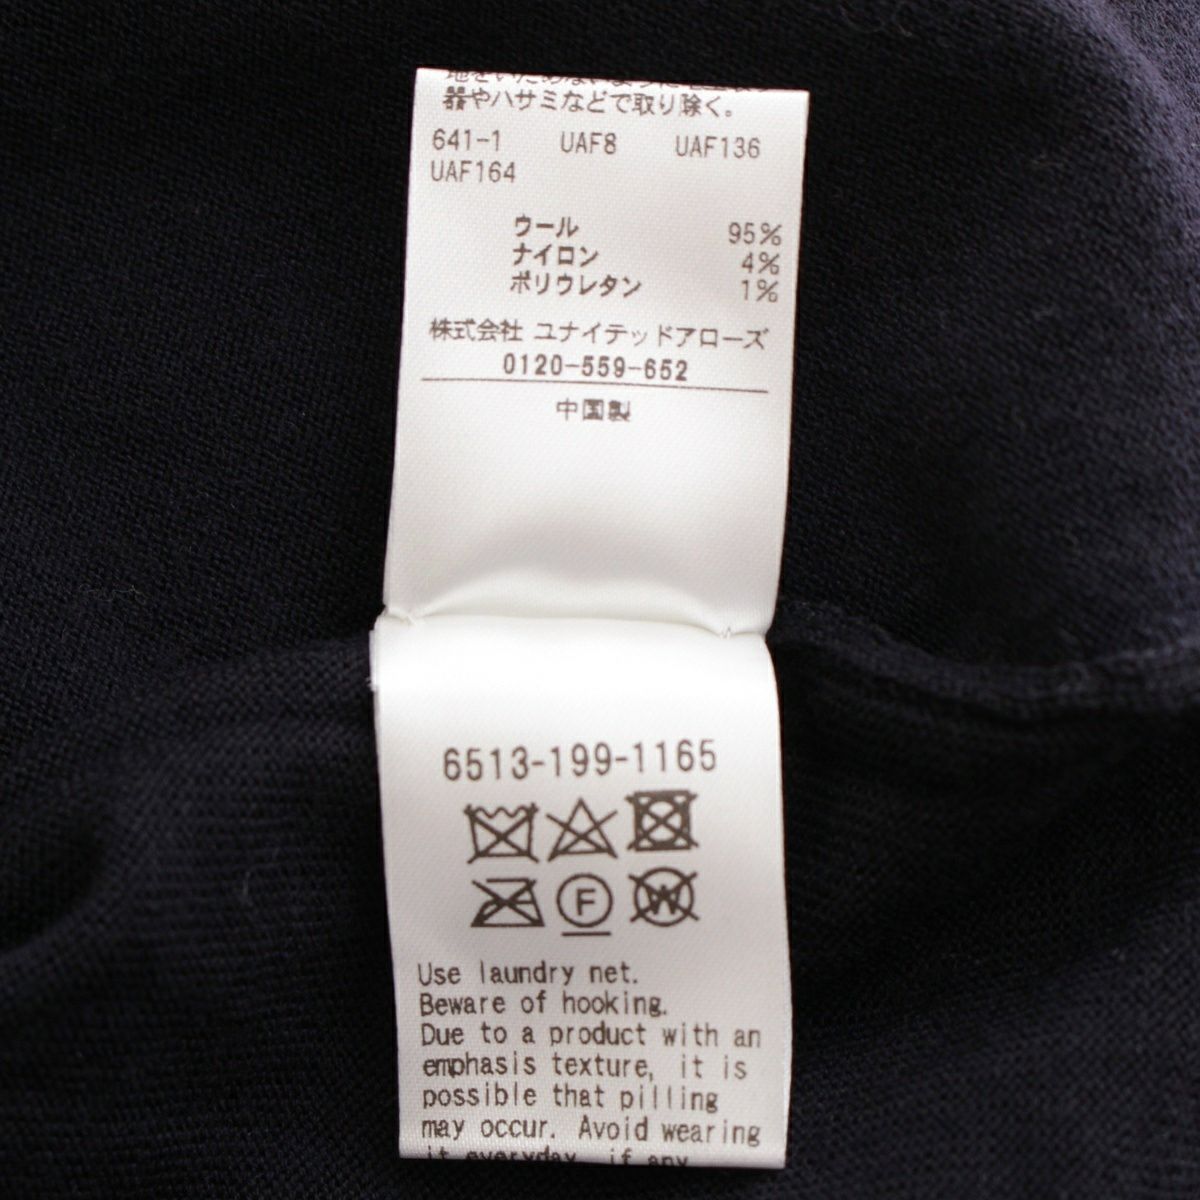 器やハサミなどで取り除く。
641-1 UAF8 UAF136
UAF164
ウール 95%
ナイロン 4%
ポリウレタン 1%
株式会社 ユナイテッドアローズ
0120-559-652
中国製
6513-199-1165
F
W
Use laundry net.
Beware of hooking.
Due to a product with an
emphasis texture, it is
possible that pilling
may occur. Avoid wearing
it everyday, if any